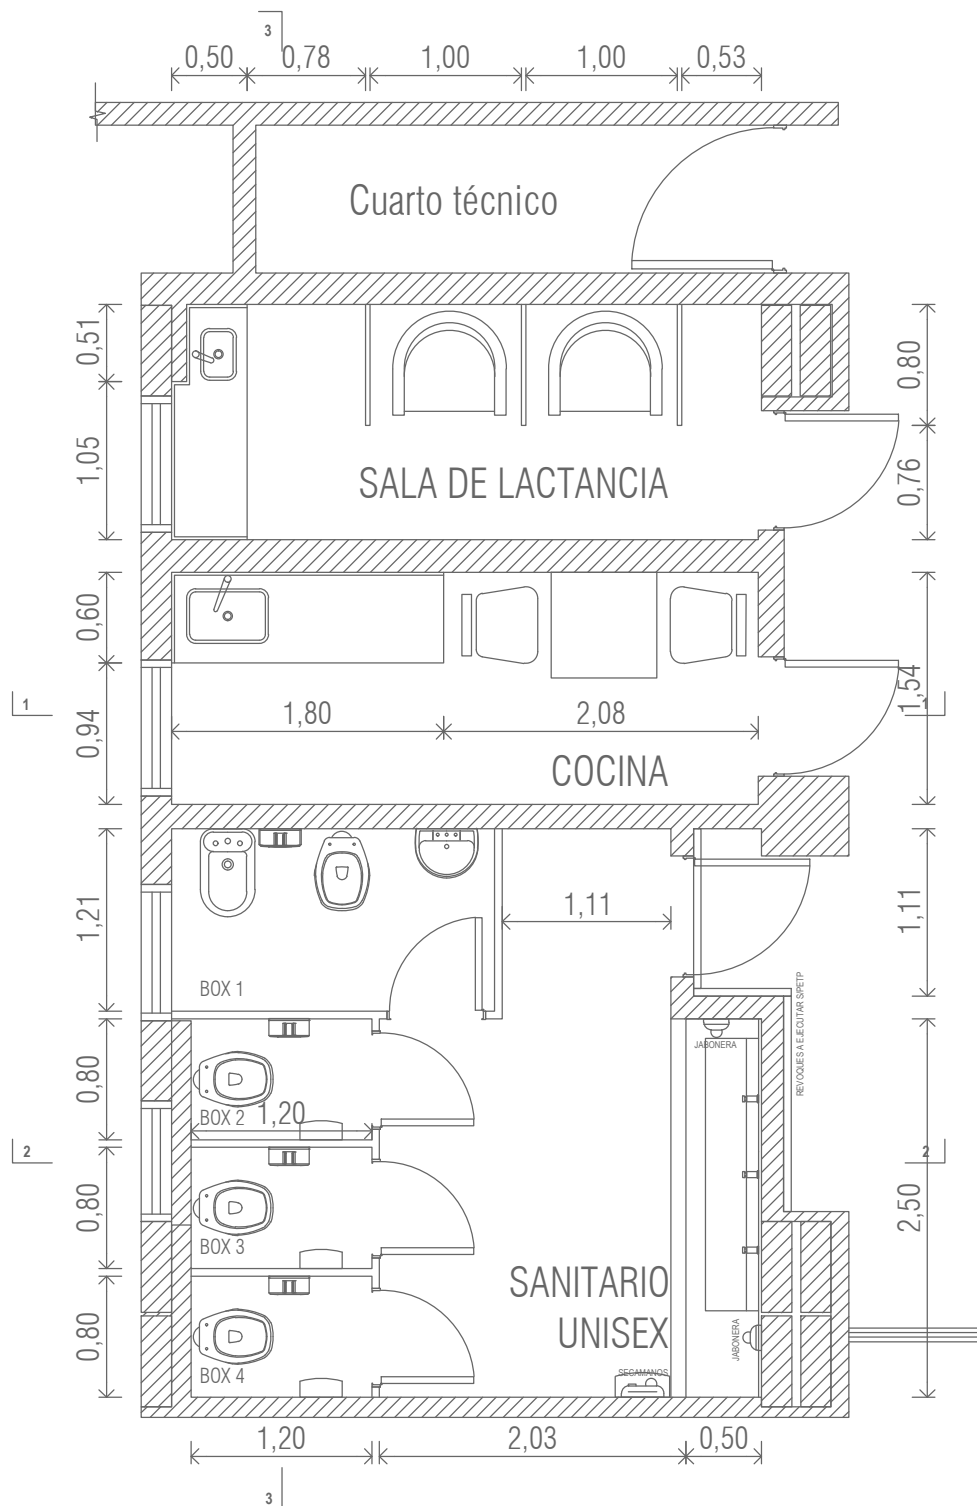 3
0,50 0,78 1,00 1,00 0,53
Cuarto técnico
0,51
0,80
1,05
SALA DE LACTANCIA
0,76
0,60
1,54
1
1
0,94
1,80
2,08
COCINA
1,21
1,11
1,11
BOX 1
REVOQUES A EJECUTAR S/PETP
JABONERA
0,80
BOX 2
1,20
2
2
0,80
2,50
BOX 3
SANITARIO
UNISEX
0,80
JABONERA
BOX 4
SECAMANOS
1,20 2,03 0,50
3